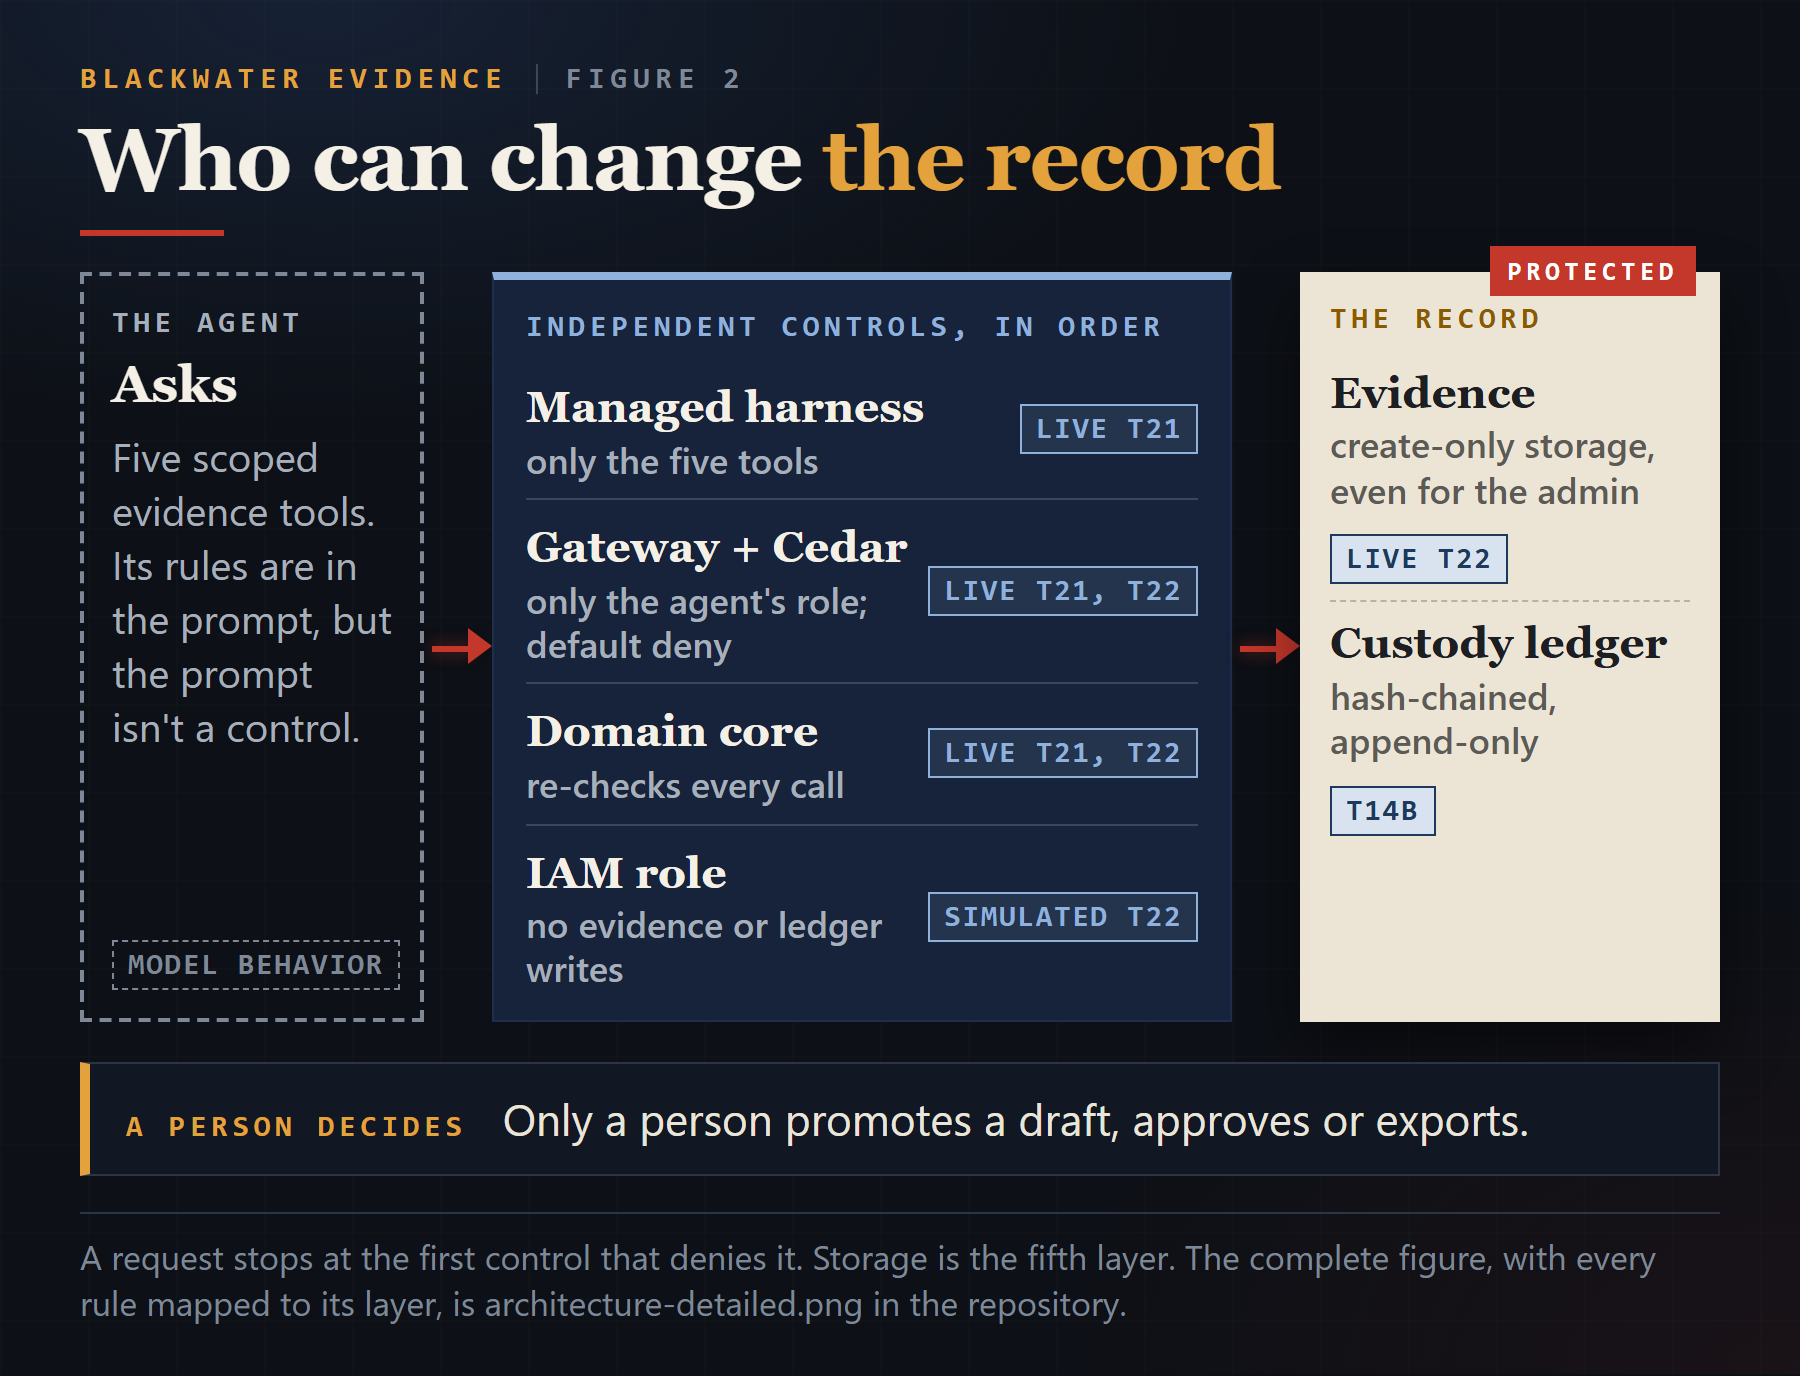 BLACKWATER EVIDENCE | FIGURE 2
Who can change the record
THE AGENT
Asks
Five scoped
evidence tools.
Its rules are in
the prompt, but
the prompt
isn't a control.
MODEL BEHAVIOR
INDEPENDENT CONTROLS, IN ORDER
Managed harness
only the five tools
LIVE T21
Gateway + Cedar
only the agent's role;
default deny
LIVE T21, T22
Domain core
re-checks every call
LIVE T21, T22
IAM role
no evidence or ledger
writes
SIMULATED T22
PROTECTED
THE RECORD
Evidence
create-only storage,
even for the admin
LIVE T22
Custody ledger
hash-chained,
append-only
T14B
A PERSON DECIDES Only a person promotes a draft, approves or exports.
A request stops at the first control that denies it. Storage is the fifth layer. The complete figure, with every
rule mapped to its layer, is architecture-detailed.png in the repository.